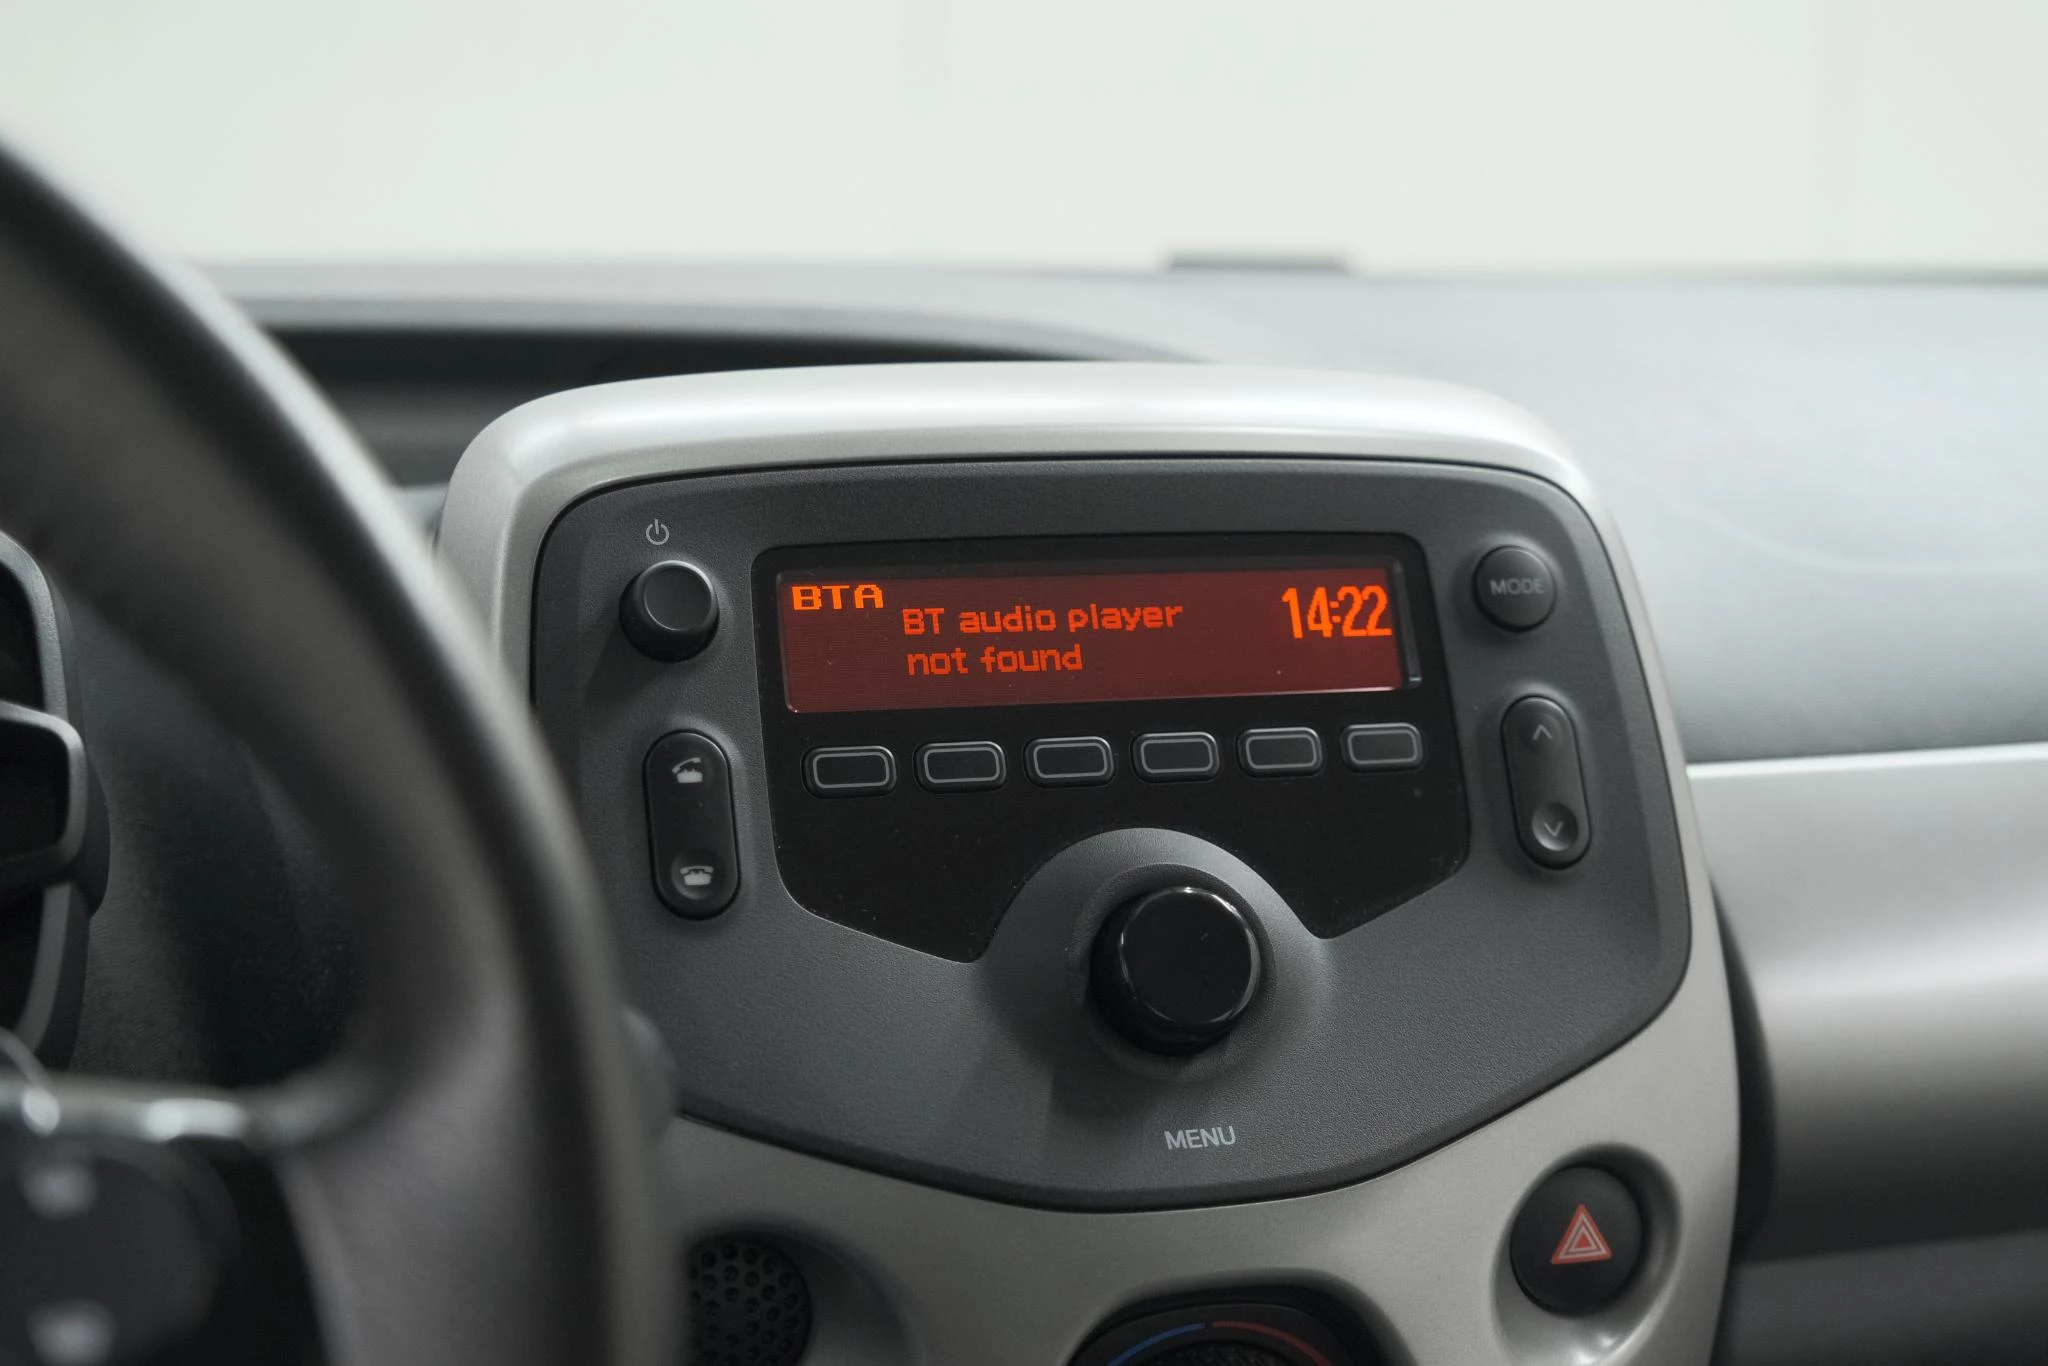 BTA
BT audio player
not found
14:22
MODE
MENU